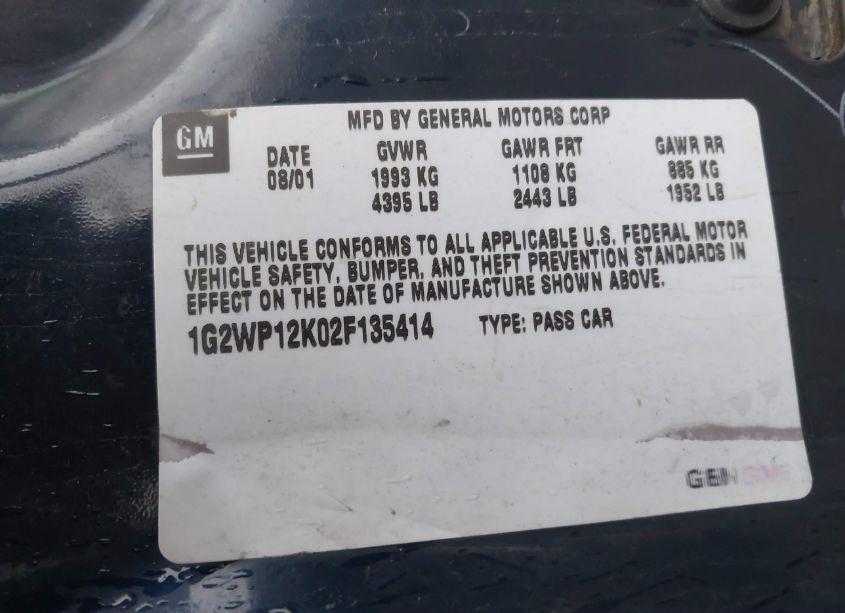 GM
MFD BY GENERAL MOTORS CORP
DATE GVWR GAWR FRT GAWR RR
08/01 1993 KG 1108 KG 885 KG
4395 LB 2443 LB 1952 LB
THIS VEHICLE CONFORMS TO ALL APPLICABLE U.S. FEDERAL MOTOR
VEHICLE SAFETY, BUMPER, AND THEFT PREVENTION STANDARDS IN
EFFECT ON THE DATE OF MANUFACTURE SHOWN ABOVE.
1G2WP12K02F135414 TYPE: PASS CAR